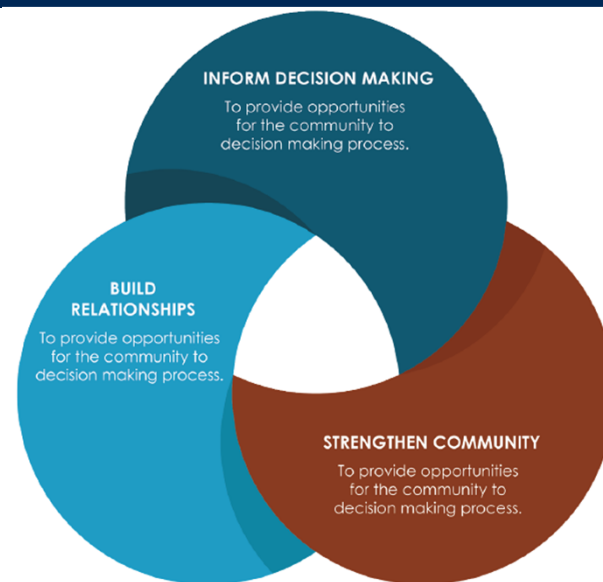 INFORM DECISION MAKING
To provide opportunities
for the community to
decision making process.
BUILD
RELATIONSHIPS
To provide opportunities
for the community to
decision making process.
STRENGTHEN COMMUNITY
To provide opportunities
for the community to
decision making process.